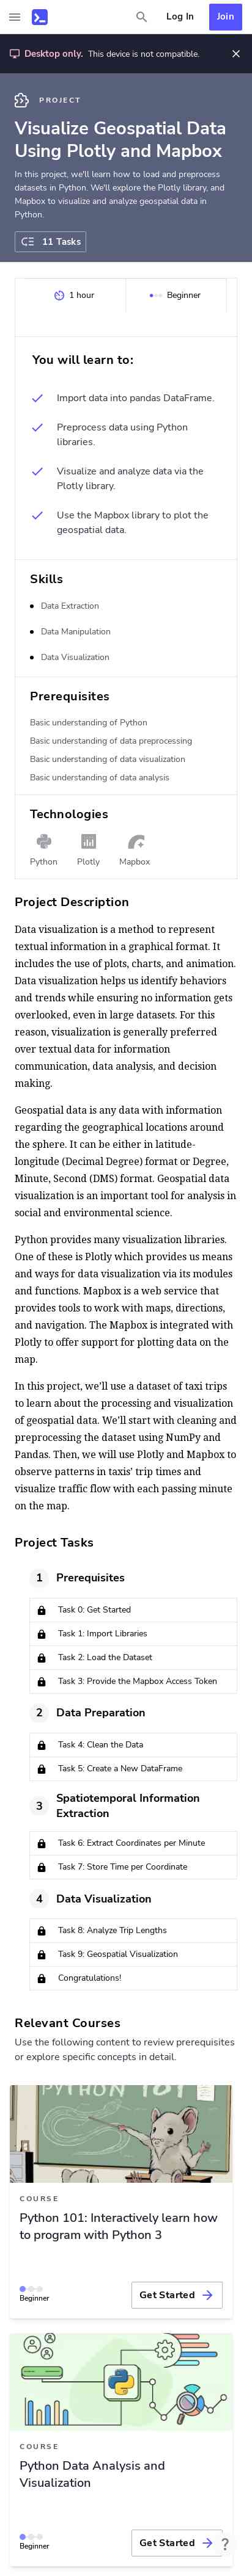 Log In
Join
Desktop only. This device is not compatible.
PROJECT
Visualize Geospatial Data
Using Plotly and Mapbox
In this project, we'll learn how to load and preprocess
datasets in Python. We'll explore the Plotly library, and
Mapbox to visualize and analyze geospatial data in
Python.
11 Tasks
1 hour
Beginner
You will learn to:
Import data into pandas DataFrame.
Preprocess data using Python
libraries.
Visualize and analyze data via the
Plotly library.
Use the Mapbox library to plot the
geospatial data.
Skills
Data Extraction
Data Manipulation
Data Visualization
Prerequisites
Basic understanding of Python
Basic understanding of data preprocessing
Basic understanding of data visualization
Basic understanding of data analysis
Technologies
Python
Plotly
Mapbox
Project Description
Data visualization is a method to represent
textual information in a graphical format. It
includes the use of plots, charts, and animation.
Data visualization helps us identify behaviors
and trends while ensuring no information gets
overlooked, even in large datasets. For this
reason, visualization is generally preferred
over textual data for information
communication, data analysis, and decision
making.
Geospatial data is any data with information
regarding the geographical locations around
the sphere. It can be either in latitude-
longitude (Decimal Degree) format or Degree,
Minute, Second (DMS) format. Geospatial data
visualization is an important tool for analysis in
social and environmental science.
Python provides many visualization libraries.
One of these is Plotly which provides us means
and ways for data visualization via its modules
and functions. Mapbox is a web service that
provides tools to work with maps, directions,
and navigation. The Mapbox is integrated with
Plotly to offer support for plotting data on the
map.
In this project, we'll use a dataset of taxi trips
to learn about the processing and visualization
of geospatial data. We'll start with cleaning and
preprocessing the dataset using NumPy and
Pandas. Then, we will use Plotly and Mapbox to
observe patterns in taxis' trip times and
visualize traffic flow with each passing minute
on the map.
Project Tasks
1 Prerequisites
Task 0: Get Started
Task 1: Import Libraries
Task 2: Load the Dataset
Task 3: Provide the Mapbox Access Token
2 Data Preparation
Task 4: Clean the Data
Task 5: Create a New DataFrame
3 Spatiotemporal Information
Extraction
Task 6: Extract Coordinates per Minute
Task 7: Store Time per Coordinate
4 Data Visualization
Task 8: Analyze Trip Lengths
Task 9: Geospatial Visualization
Congratulations!
Relevant Courses
Use the following content to review prerequisites
or explore specific concepts in detail.
PYTHON 101:
COURSE
Python 101: Interactively learn how
to program with Python 3
Beginner
Get Started
COURSE
Python Data Analysis and
Visualization
Beginner
Get Started
?